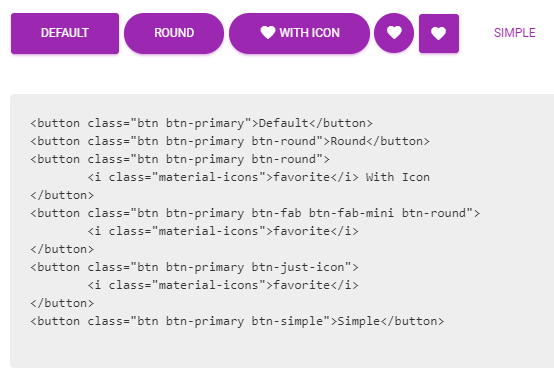 DEFAULT ROUND WITH ICON SIMPLE
<button class="btn btn-primary">Default</button>
<button class="btn btn-primary btn-round">Round</button>
<button class="btn btn-primary btn-round">
        <i class="material-icons">favorite</i> With Icon
</button>
<button class="btn btn-primary btn-fab btn-fab-mini btn-round">
        <i class="material-icons">favorite</i>
</button>
<button class="btn btn-primary btn-just-icon">
        <i class="material-icons">favorite</i>
</button>
<button class="btn btn-primary btn-simple">Simple</button>